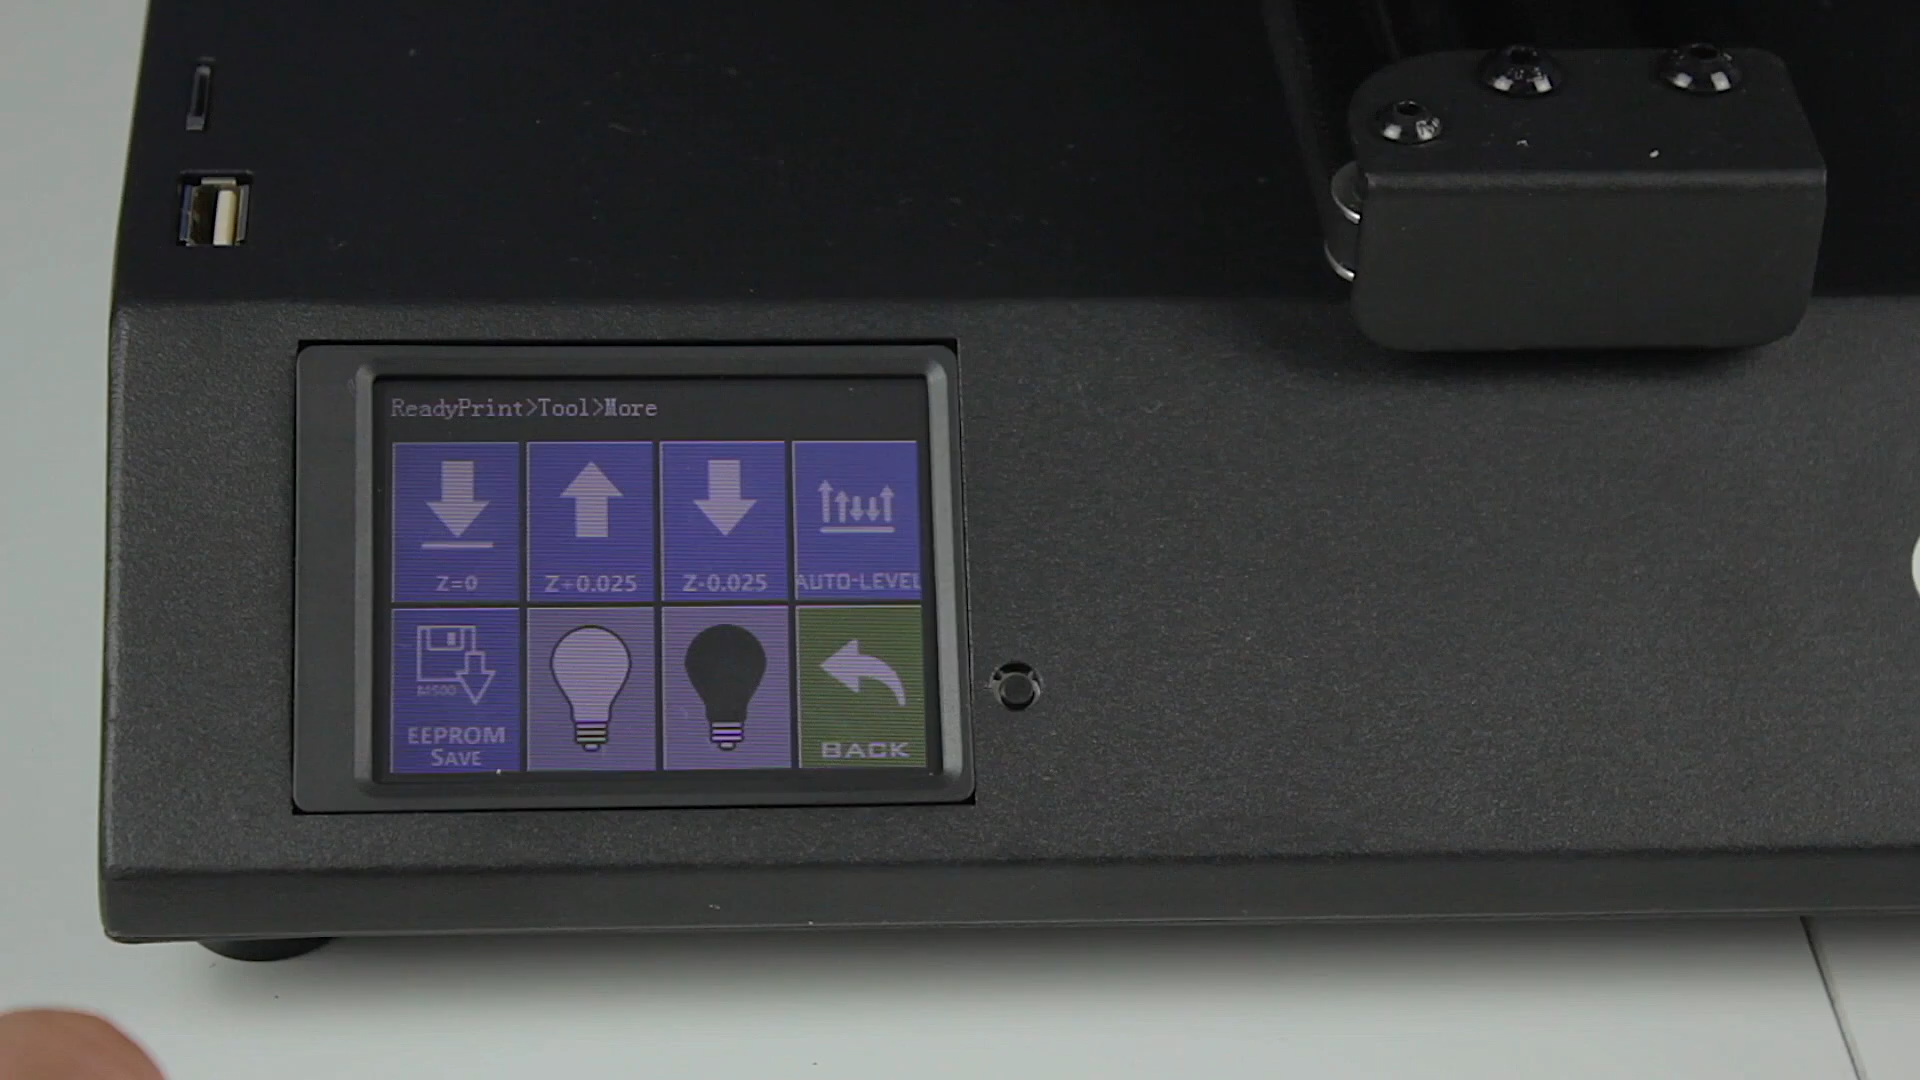 ReadyPrint>Tool>More
Z=0
Z+0.025
Z-0.025
AUTO-LEVEL
M500
EEPROM
SAVE
BACK